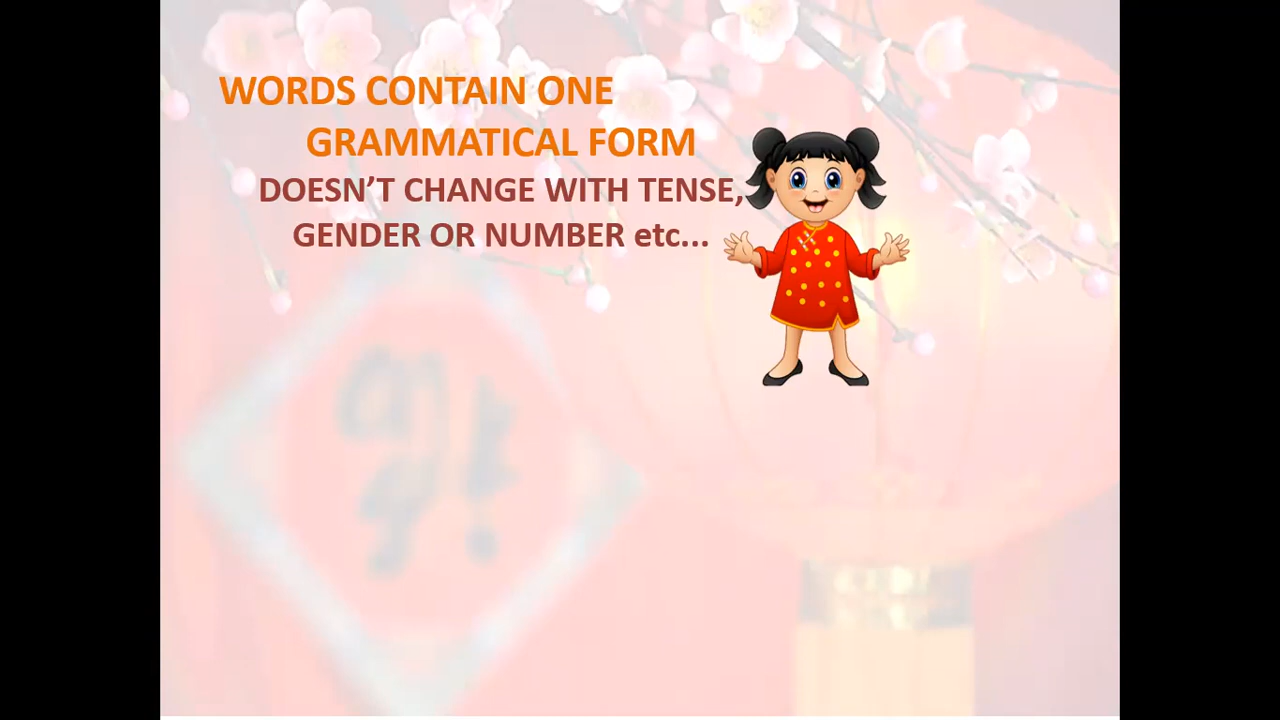 WORDS CONTAIN ONE
GRAMMATICAL FORM
DOESN’T CHANGE WITH TENSE,
GENDER OR NUMBER etc...